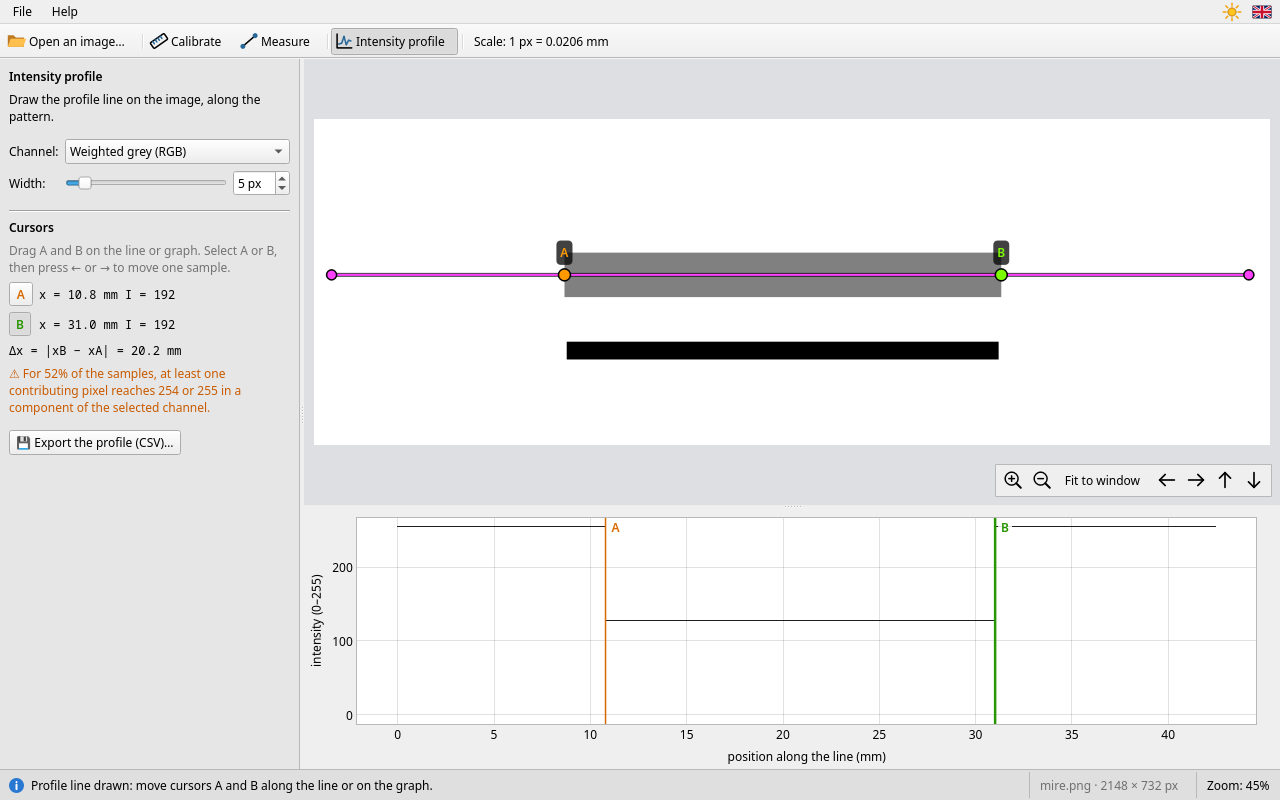 File Help
Open an image... Calibrate Measure Intensity profile Scale: 1 px = 0.0206 mm
Intensity profile
Draw the profile line on the image, along the
pattern.
Channel: Weighted grey (RGB)
Width: 5 px
Cursors
Drag A and B on the line or graph. Select A or B,
then press ← or → to move one sample.
A x = 10.8 mm I = 192
B x = 31.0 mm I = 192
Δx = |xB − xA| = 20.2 mm
⚠ For 52% of the samples, at least one
contributing pixel reaches 254 or 255 in a
component of the selected channel.
💾 Export the profile (CSV)...
A B
Fit to window
A B
200
100
0
intensity (0–255)
0 5 10 15 20 25 30 35 40
position along the line (mm)
Profile line drawn: move cursors A and B along the line or on the graph.
mire.png · 2148 × 732 px
Zoom: 45%